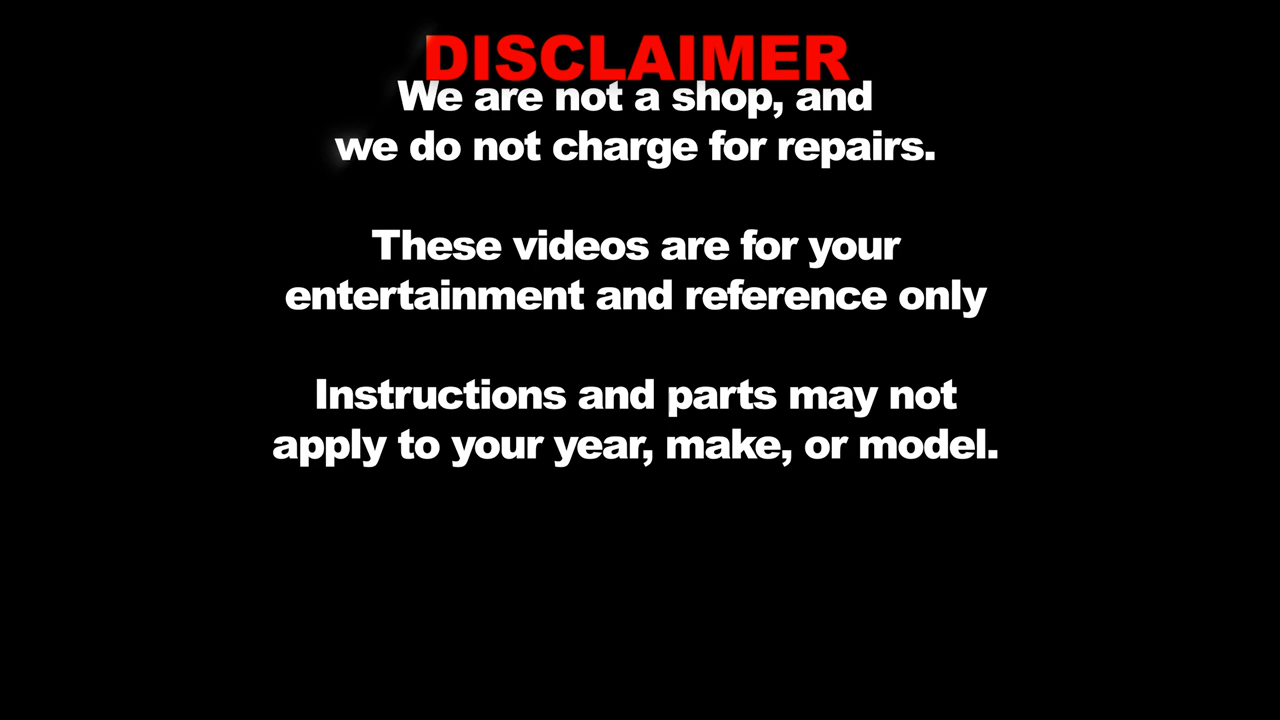 DISCLAIMER
We are not a shop, and
we do not charge for repairs.
These videos are for your
entertainment and reference only
Instructions and parts may not
apply to your year, make, or model.